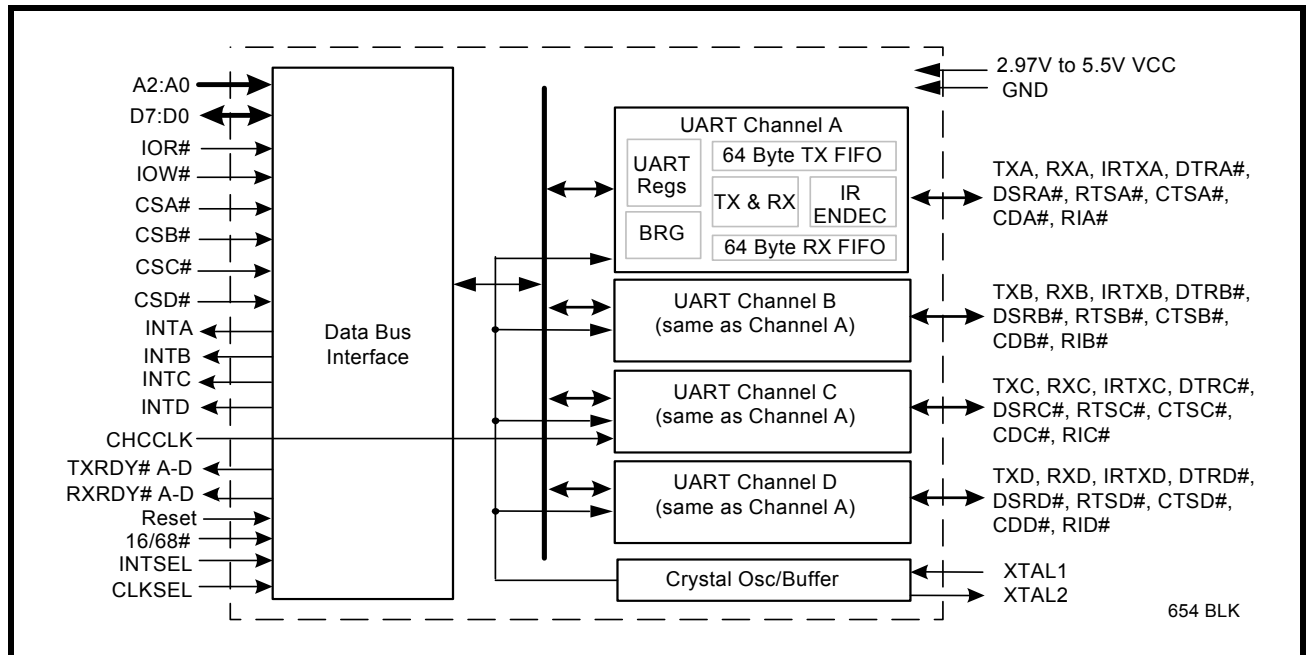 A2:A0
D7:D0
IOR#
IOW#
CSA#
CSB#
CSC#
CSD#
INTA
INTB
INTC
INTD
CHCCLK
TXRDY# A-D
RXRDY# A-D
Reset
16/68#
INTSEL
CLKSEL
Data Bus
Interface
UART Channel A
UART
Regs
BRG
64 Byte TX FIFO
TX & RX
IR
ENDEC
64 Byte RX FIFO
UART Channel B
(same as Channel A)
UART Channel C
(same as Channel A)
UART Channel D
(same as Channel A)
Crystal Osc/Buffer
2.97V to 5.5V VCC
GND
TXA, RXA, IRTXA, DTRA#,
DSRA#, RTSA#, CTSA#,
CDA#, RIA#
TXB, RXB, IRTXB, DTRB#,
DSRB#, RTSB#, CTSB#,
CDB#, RIB#
TXC, RXC, IRTXC, DTRC#,
DSRC#, RTSC#, CTSC#,
CDC#, RIC#
TXD, RXD, IRTXD, DTRD#,
DSRD#, RTSD#, CTSD#,
CDD#, RID#
XTAL1
XTAL2
654 BLK